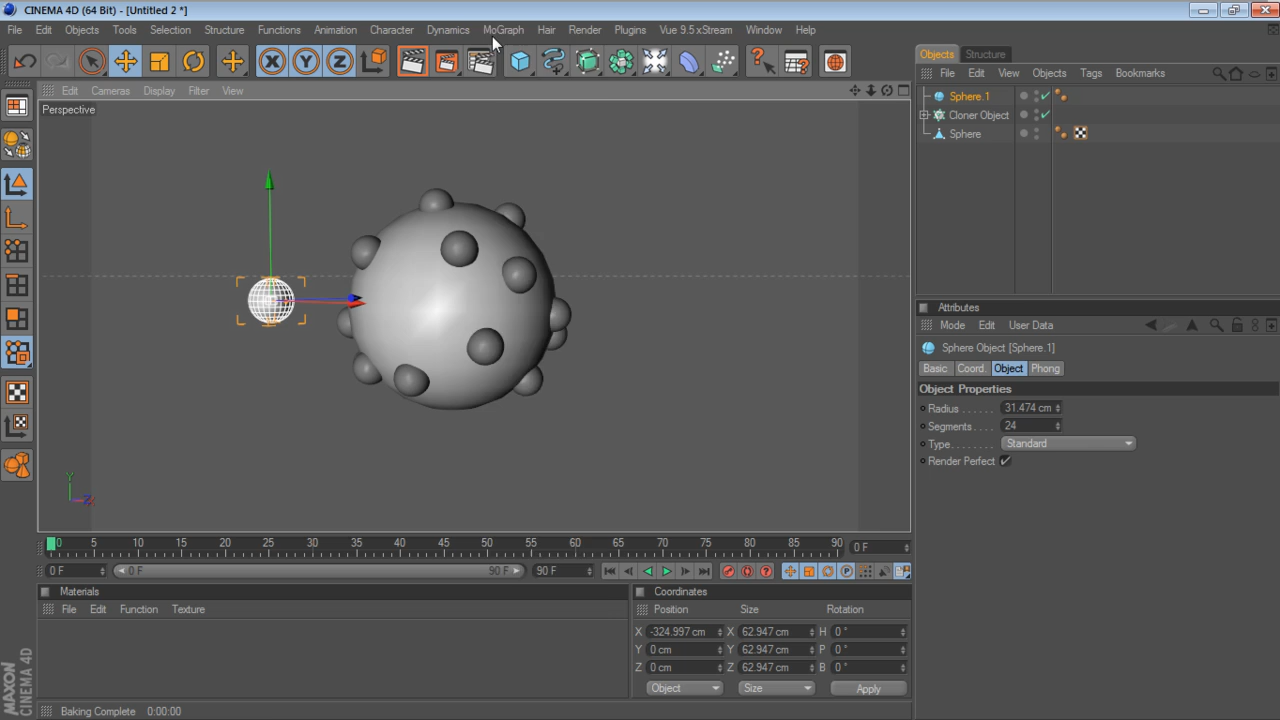 CINEMA 4D (64 Bit) - [Untitled 2 *]
File Edit Objects Tools Selection Structure Functions Animation Character Dynamics MoGraph Hair Render Plugins Vue 9.5 xStream Window Help
Objects Structure
File Edit View Objects Tags Bookmarks
Edit Cameras Display Filter View
Perspective
Sphere.1
Cloner Object
Sphere
Attributes
Mode Edit User Data
Sphere Object [Sphere.1]
Basic Coord. Object Phong
Object Properties
Radius . . . . . . 31.474 cm
Segments . . . . 24
Type. . . . . . . . Standard
Render Perfect
Y
X
Z
0 5 10 15 20 25 30 35 40 45 50 55 60 65 70 75 80 85 90 0 F
0 F 0 F 90 F 90 F
Materials
File Edit Function Texture
Coordinates
Position Size Rotation
X -324.997 cm X 62.947 cm H 0 °
Y 0 cm Y 62.947 cm P 0 °
Z 0 cm Z 62.947 cm B 0 °
Object Size Apply
MAXON
CINEMA 4D
Baking Complete 0:00:00